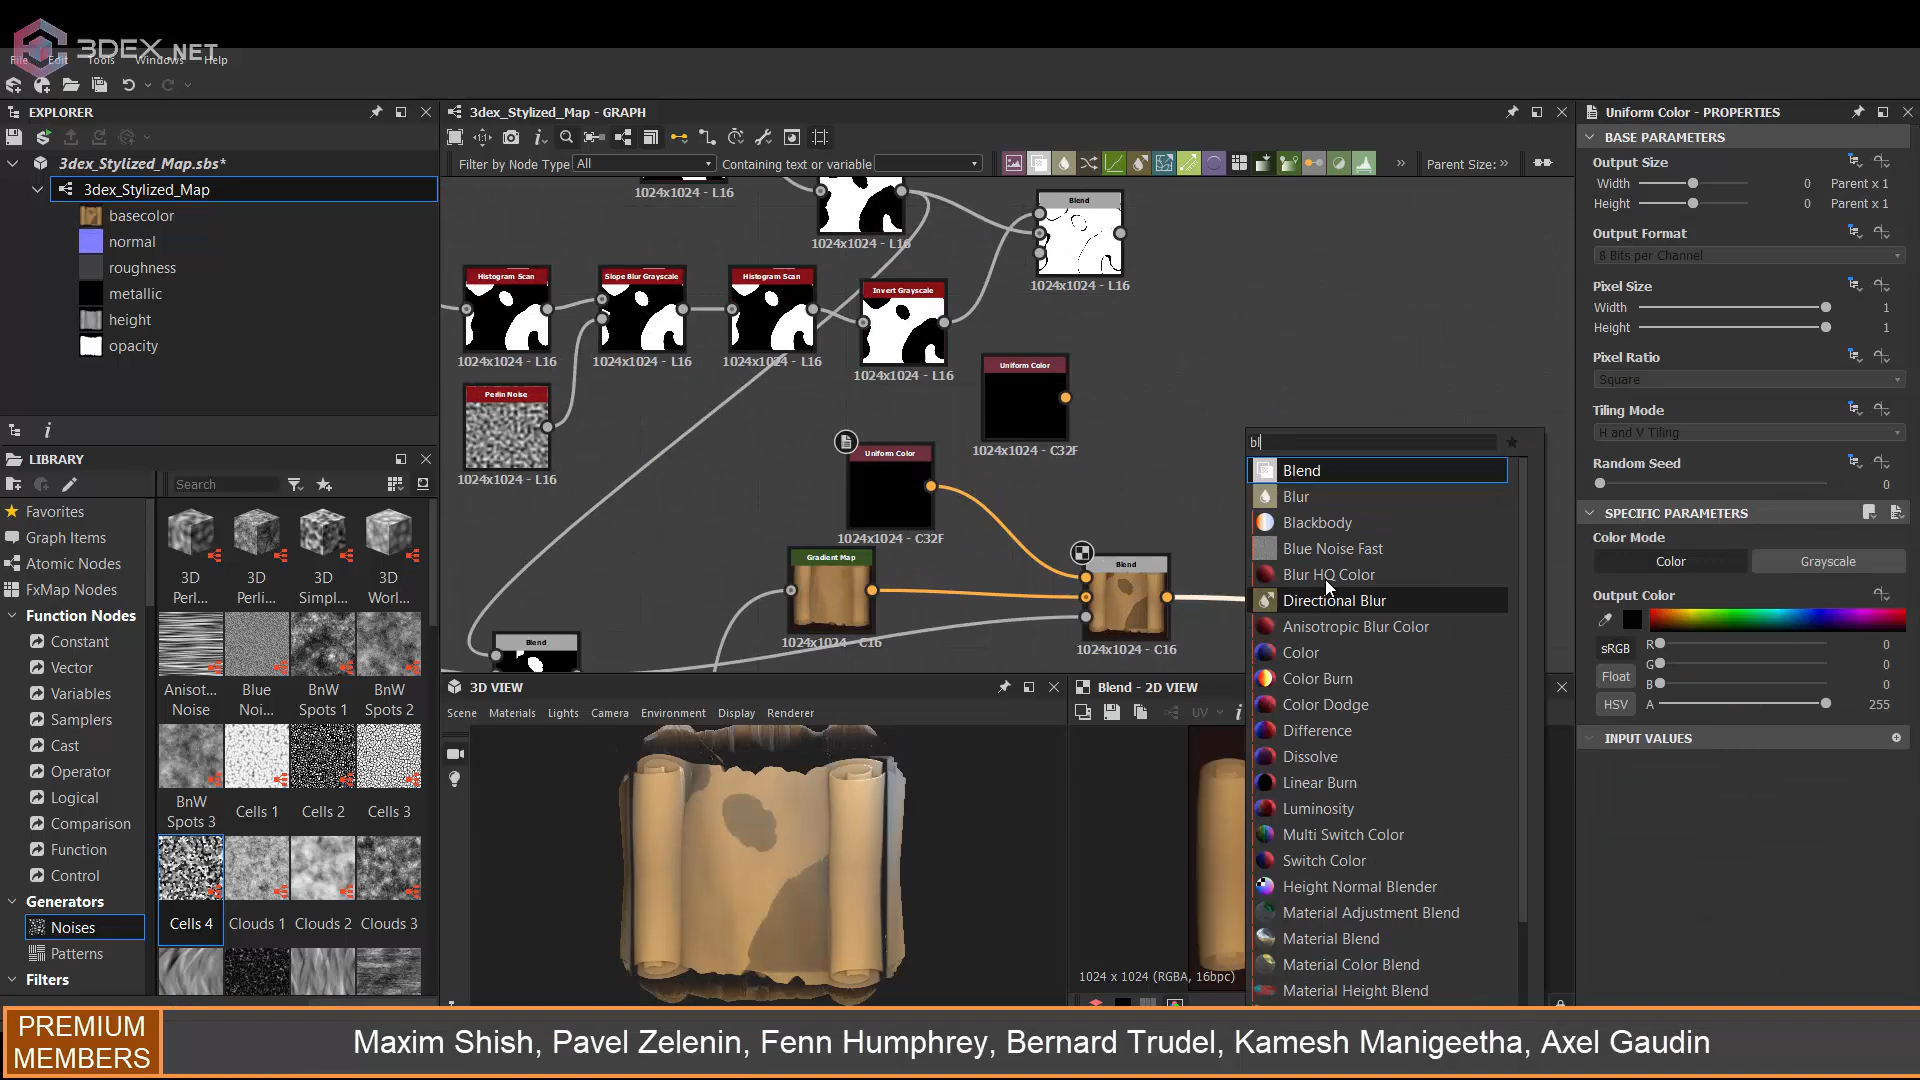 3DEX.NET
File Edit Tools Windows Help
EXPLORER
3dex_Stylized_Map.sbs*
3dex_Stylized_Map
basecolor
normal
roughness
metallic
height
opacity
LIBRARY
Search
Favorites
Graph Items
Atomic Nodes
FxMap Nodes
Function Nodes
Constant
Vector
Variables
Samplers
Cast
Operator
Logical
Comparison
Function
Control
Generators
Noises
Patterns
Filters
3D Perl...
3D Perli...
3D Simpl...
3D Worl...
Anisot... Noise
Blue Noi...
BnW Spots 1
BnW Spots 2
BnW Spots 3
Cells 1
Cells 2
Cells 3
Cells 4
Clouds 1
Clouds 2
Clouds 3
3dex_Stylized_Map - GRAPH
Filter by Node Type All Containing text or variable
Parent Size:
1024x1024 - L16
1024x1024 - L16
Blend
1024x1024 - L16
Histogram Scan
1024x1024 - L16
Slope Blur Grayscale
1024x1024 - L16
Histogram Scan
1024x1024 - L16
Invert Grayscale
1024x1024 - L16
Perlin Noise
1024x1024 - L16
Uniform Color
1024x1024 - C32F
Uniform Color
1024x1024 - C32F
Gradient Map
1024x1024 - C16
Blend
1024x1024 - C16
Blend
bl
Blend
Blur
Blackbody
Blue Noise Fast
Blur HQ Color
Directional Blur
Anisotropic Blur Color
Color
Color Burn
Color Dodge
Difference
Dissolve
Linear Burn
Luminosity
Multi Switch Color
Switch Color
Height Normal Blender
Material Adjustment Blend
Material Blend
Material Color Blend
Material Height Blend
3D VIEW
Scene Materials Lights Camera Environment Display Renderer
Blend - 2D VIEW
UV
1024 x 1024 (RGBA, 16bpc)
Uniform Color - PROPERTIES
BASE PARAMETERS
Output Size
Width 0 Parent x 1
Height 0 Parent x 1
Output Format
8 Bits per Channel
Pixel Size
Width 1
Height 1
Pixel Ratio
Square
Tiling Mode
H and V Tiling
Random Seed
0
SPECIFIC PARAMETERS
Color Mode
Color Grayscale
Output Color
sRGB
Float
HSV
R 0
G 0
B 0
A 255
INPUT VALUES
PREMIUM
MEMBERS
Maxim Shish, Pavel Zelenin, Fenn Humphrey, Bernard Trudel, Kamesh Manigeetha, Axel Gaudin